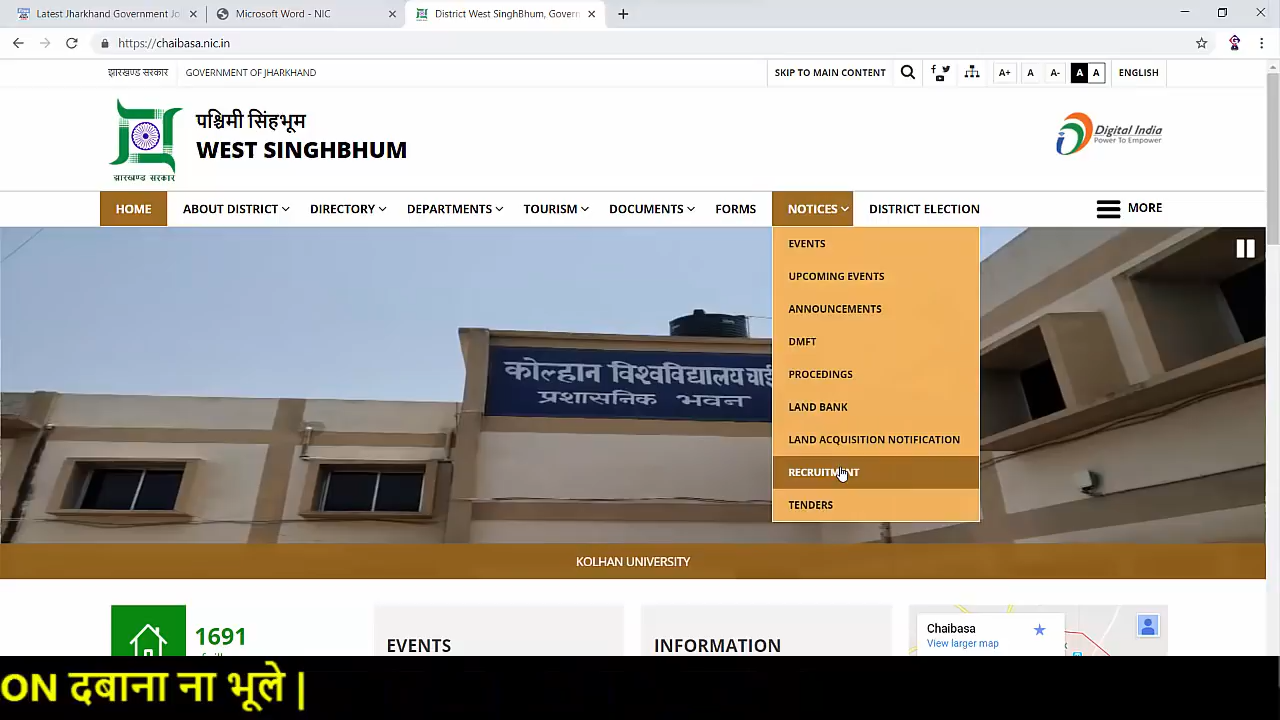 Latest Jharkhand Government Jo
Microsoft Word - NIC
District West SinghBhum, Govern
https://chaibasa.nic.in
झारखण्ड सरकार
GOVERNMENT OF JHARKHAND
SKIP TO MAIN CONTENT
A+
A
A-
A
A
ENGLISH
पश्चिमी सिंहभूम
WEST SINGHBHUM
झारखण्ड सरकार
Digital India
Power To Empower
HOME
ABOUT DISTRICT
DIRECTORY
DEPARTMENTS
TOURISM
DOCUMENTS
FORMS
NOTICES
DISTRICT ELECTION
MORE
EVENTS
UPCOMING EVENTS
ANNOUNCEMENTS
DMFT
PROCEDINGS
LAND BANK
LAND ACQUISITION NOTIFICATION
RECRUITMENT
TENDERS
कोल्हान विश्वविद्यालय चाई
प्रशासनिक भवन
KOLHAN UNIVERSITY
1691
EVENTS
INFORMATION
Chaibasa
View larger map
ON दबाना ना भूले |